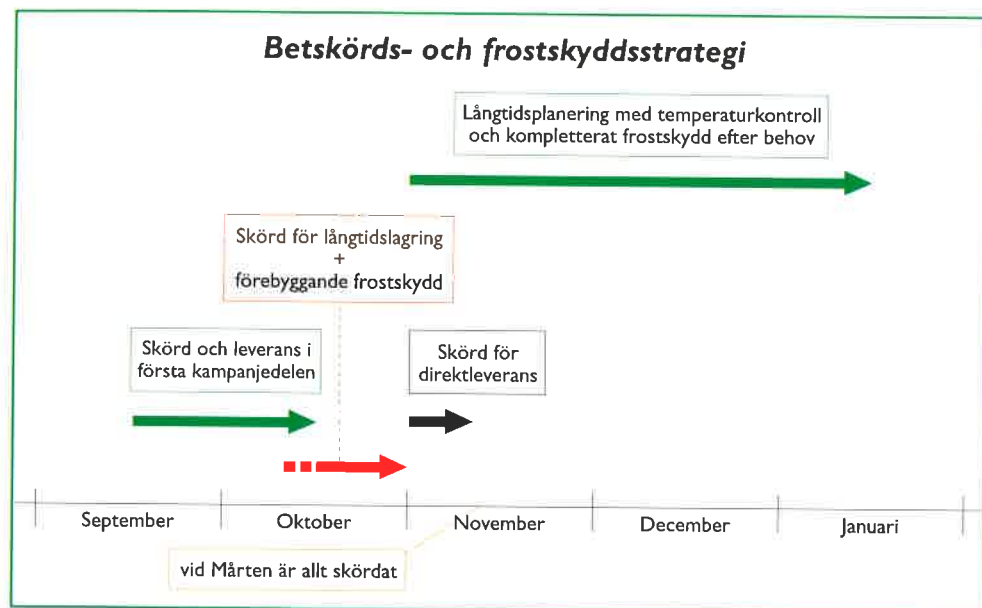 Betskörds- och frostskyddsstrategi
Långtidsplanering med temperaturkontroll
och kompletterat frostskydd efter behov
Skörd för långtidslagring
+
förebyggande frostskydd
Skörd och leverans i
första kampanjedelen
Skörd för
direktleverans
September
Oktober
November
December
Januari
vid Mårten är allt skördat